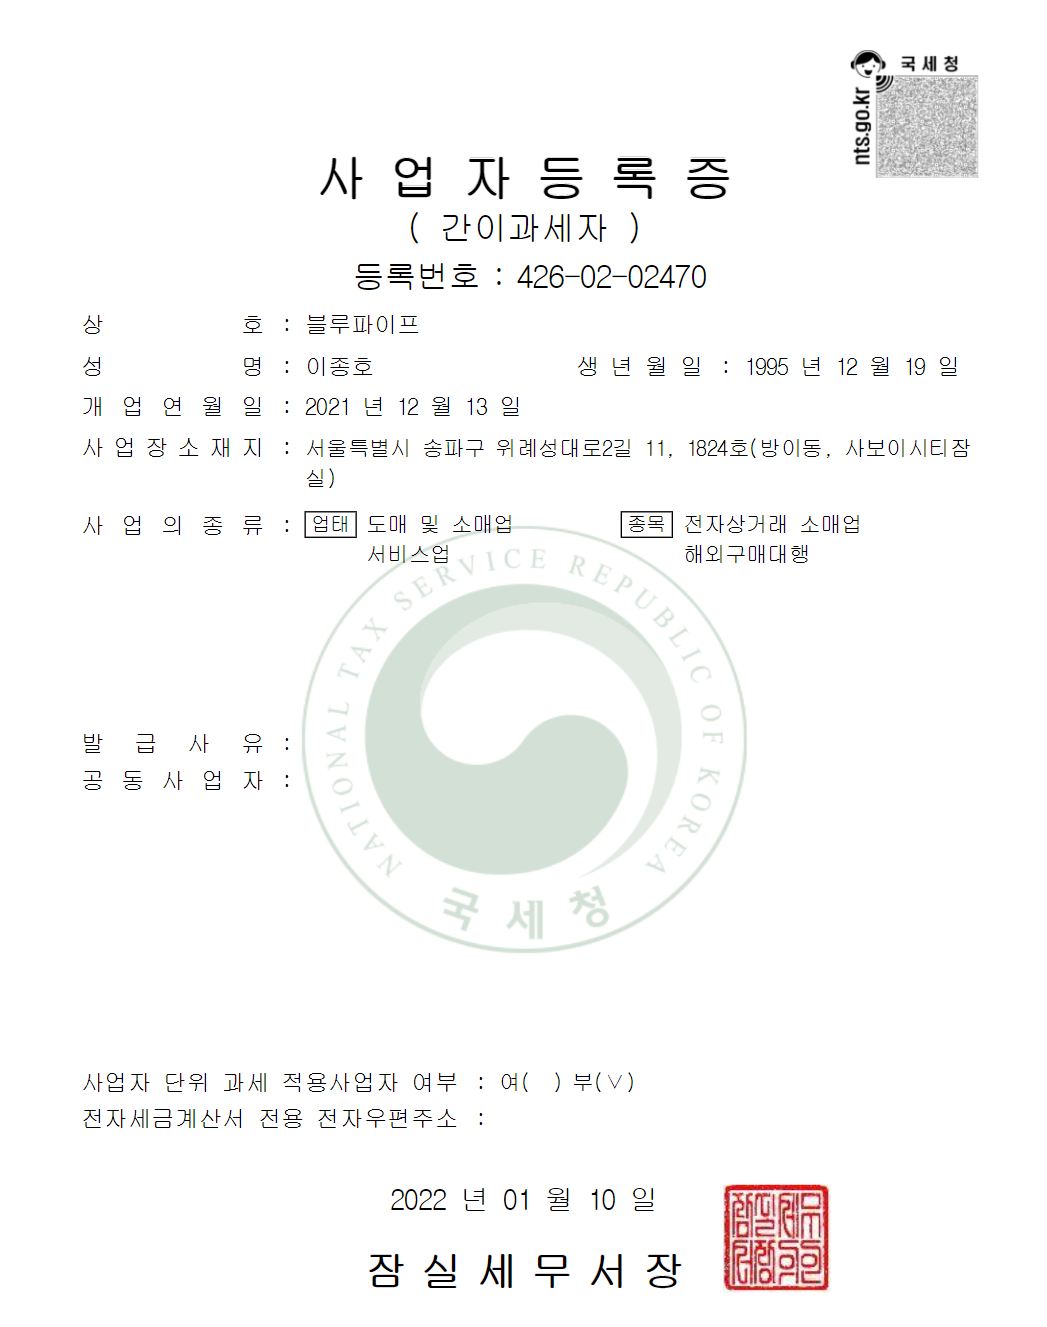 국세청
nts.go.kr
사업자등록증
( 간이과세자 )
등록번호 : 426-02-02470
상 호 : 블루파이프
성 명 : 이종호 생 년 월 일 : 1995 년 12 월 19 일
개 업 연 월 일 : 2021 년 12 월 13 일
사 업 장 소 재 지 : 서울특별시 송파구 위례성대로2길 11, 1824호(방이동, 사보이시티잠
실)
사 업 의 종 류 : 업태 도매 및 소매업 종목 전자상거래 소매업
서비스업 해외구매대행
NATIONAL TAX SERVICE REPUBLIC OF KOREA
발 급 사 유 :
공 동 사 업 자 :
국세청
사업자 단위 과세 적용사업자 여부 : 여( ) 부(∨)
전자세금계산서 전용 전자우편주소 :
2022 년 01 월 10 일
잠실세무서장